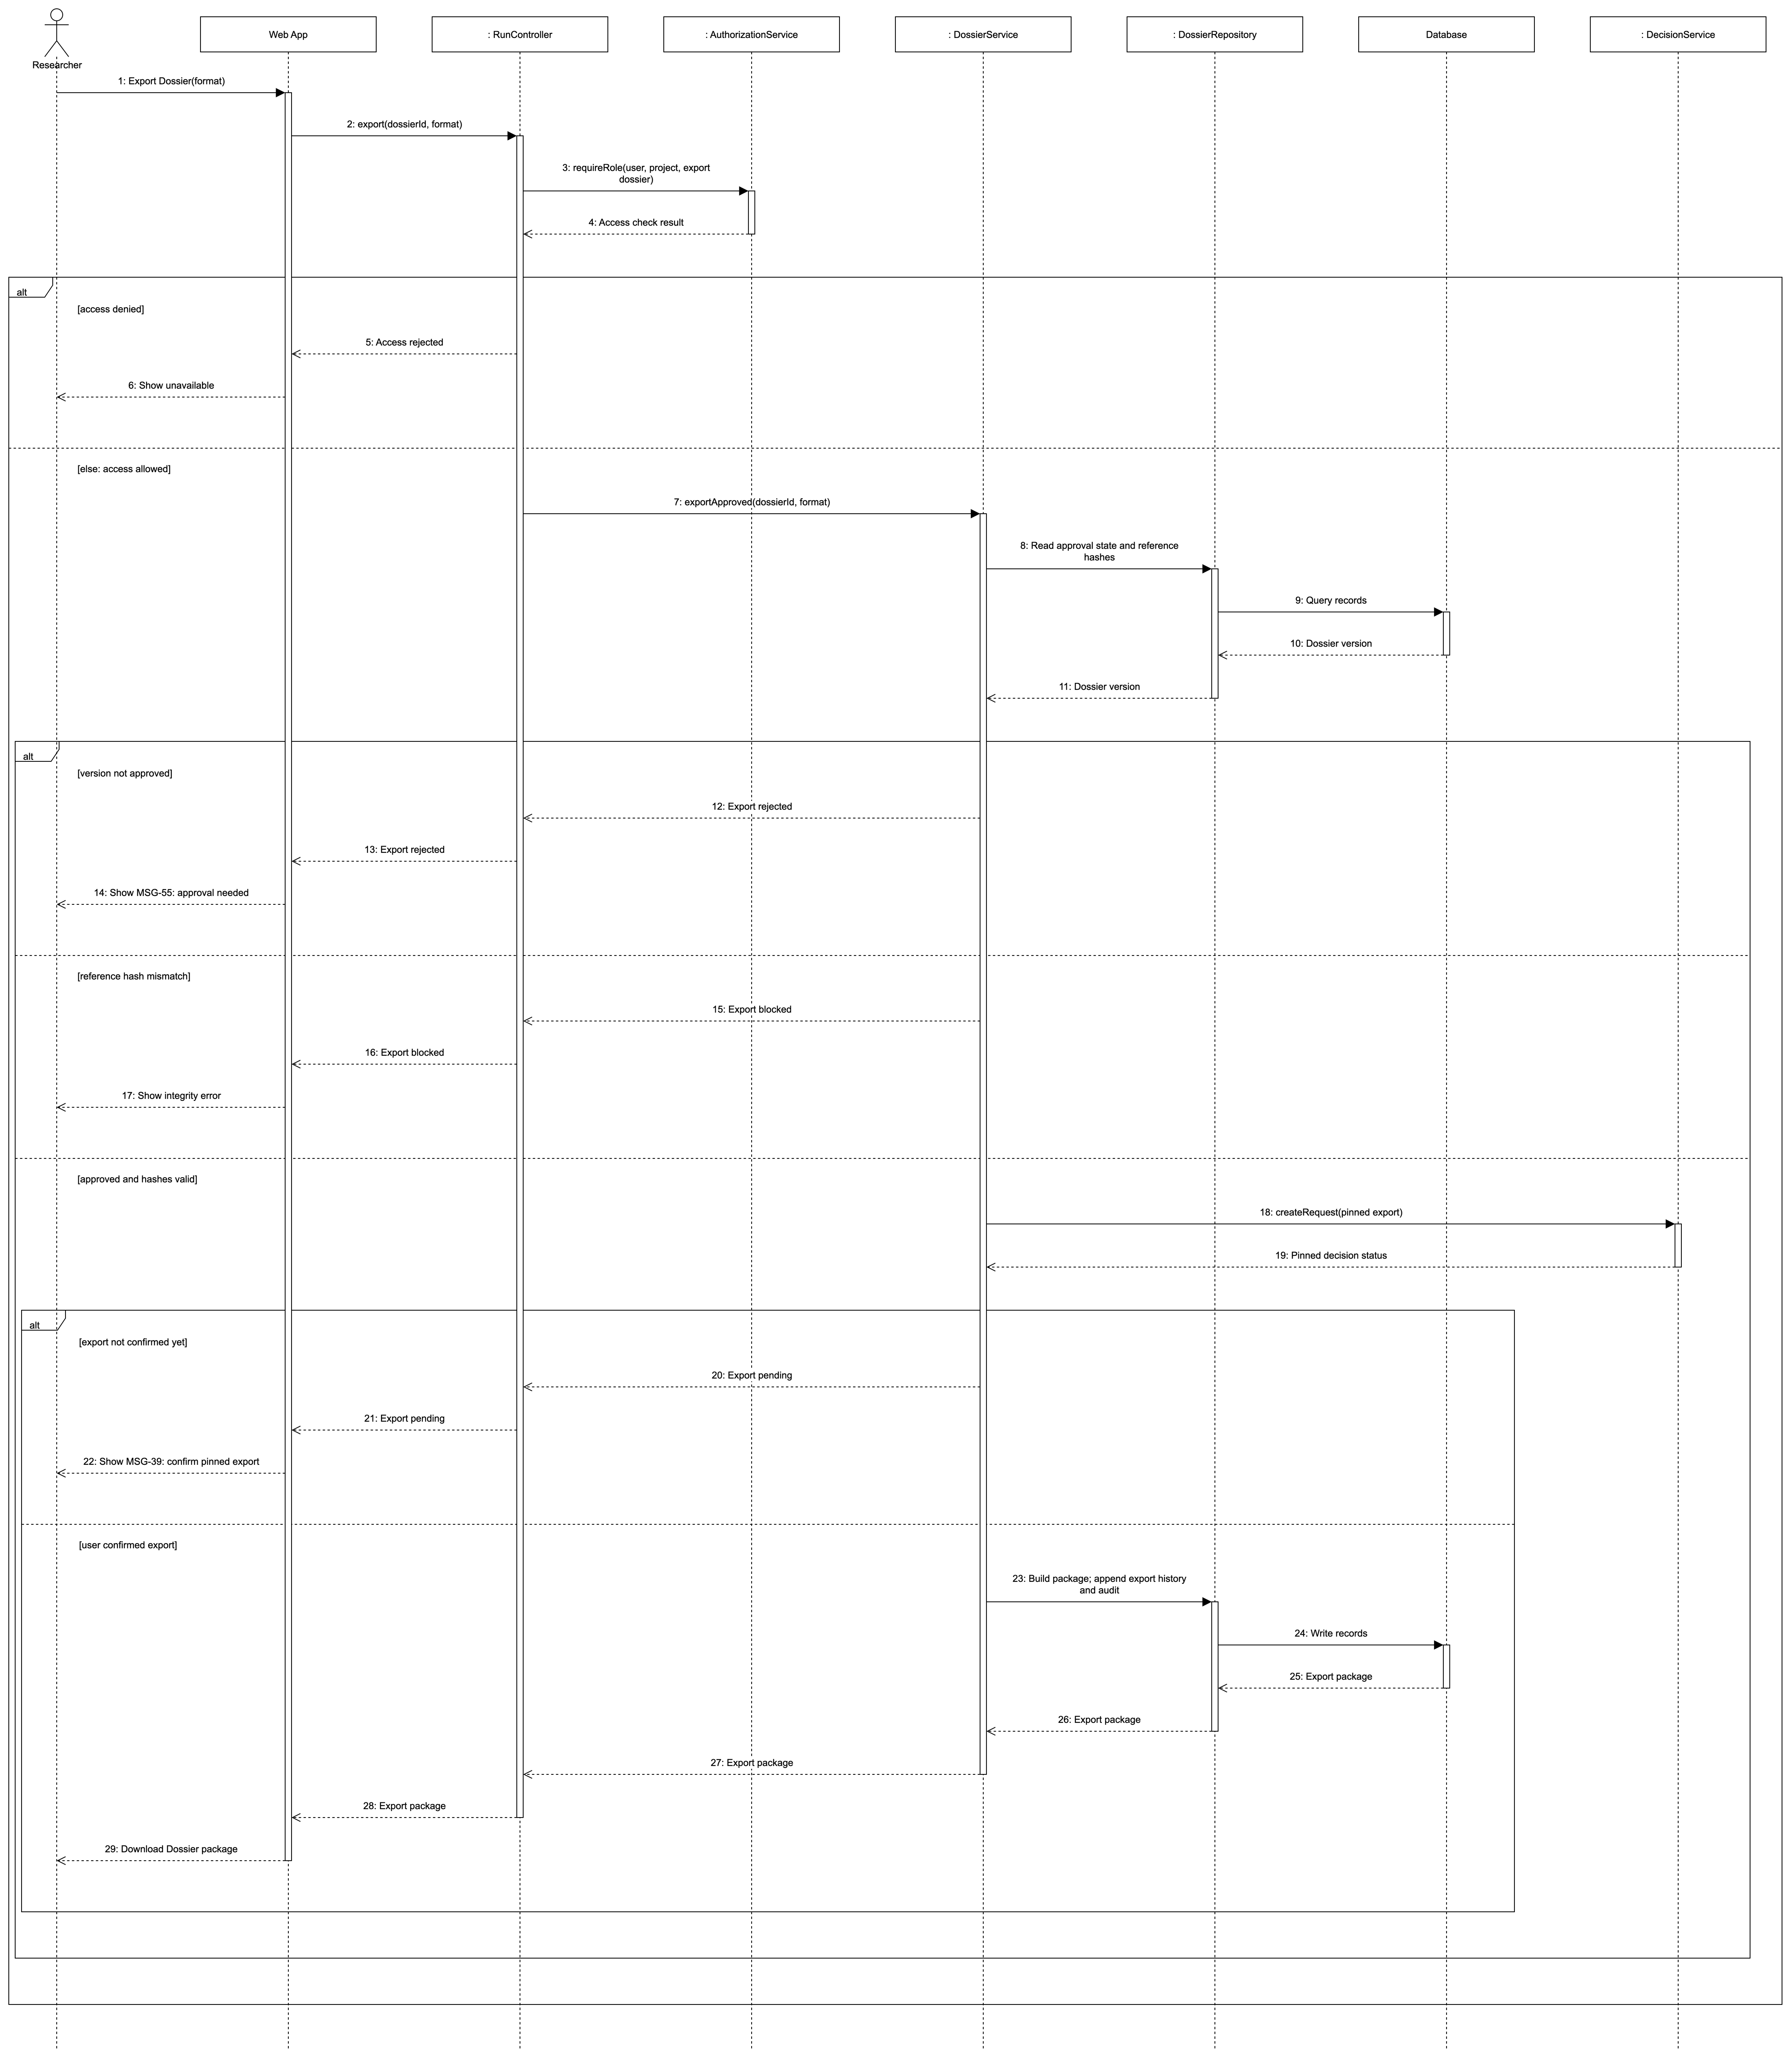 Web App
: RunController
: AuthorizationService
: DossierService
: DossierRepository
Database
: DecisionService
Researcher
1: Export Dossier(format)
2: export(dossierId, format)
3: requireRole(user, project, export
dossier)
4: Access check result
alt
[access denied]
5: Access rejected
6: Show unavailable
[else: access allowed]
7: exportApproved(dossierId, format)
8: Read approval state and reference
hashes
9: Query records
10: Dossier version
11: Dossier version
alt
[version not approved]
12: Export rejected
13: Export rejected
14: Show MSG-55: approval needed
[reference hash mismatch]
15: Export blocked
16: Export blocked
17: Show integrity error
[approved and hashes valid]
18: createRequest(pinned export)
19: Pinned decision status
alt
[export not confirmed yet]
20: Export pending
21: Export pending
22: Show MSG-39: confirm pinned export
[user confirmed export]
23: Build package; append export history
and audit
24: Write records
25: Export package
26: Export package
27: Export package
28: Export package
29: Download Dossier package